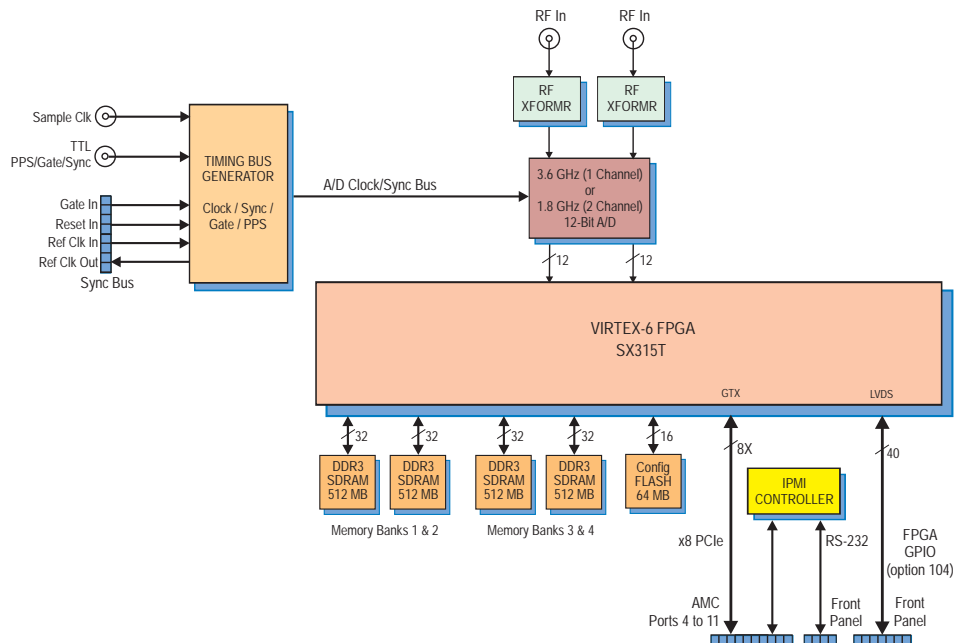 RF In
RF In
RF
XFORMR
RF
XFORMR
Sample Clk
TTL
PPS/Gate/Sync
TIMING BUS
GENERATOR
Clock / Sync /
Gate / PPS
A/D Clock/Sync Bus
3.6 GHz (1 Channel)
or
1.8 GHz (2 Channel)
12-Bit A/D
Gate In
Reset In
Ref Clk In
Ref Clk Out
Sync Bus
12
12
VIRTEX-6 FPGA
SX315T
GTX
LVDS
32
32
32
32
16
8X
40
DDR3
SDRAM
512 MB
DDR3
SDRAM
512 MB
DDR3
SDRAM
512 MB
DDR3
SDRAM
512 MB
Config
FLASH
64 MB
IPMI
CONTROLLER
Memory Banks 1 & 2
Memory Banks 3 & 4
x8 PCIe
RS-232
FPGA
GPIO
(option 104)
AMC
Ports 4 to 11
Front
Panel
Front
Panel